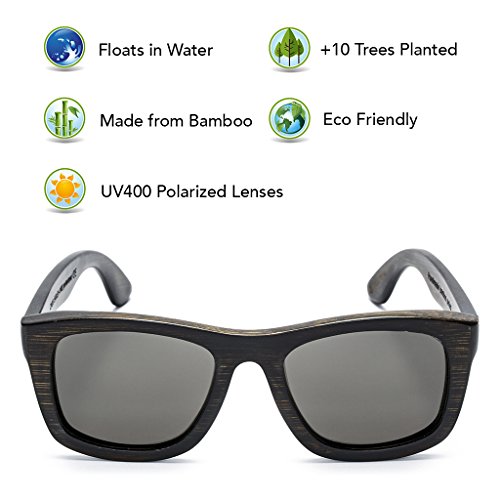 Floats in Water
+10 Trees Planted
Made from Bamboo
Eco Friendly
UV400 Polarized Lenses